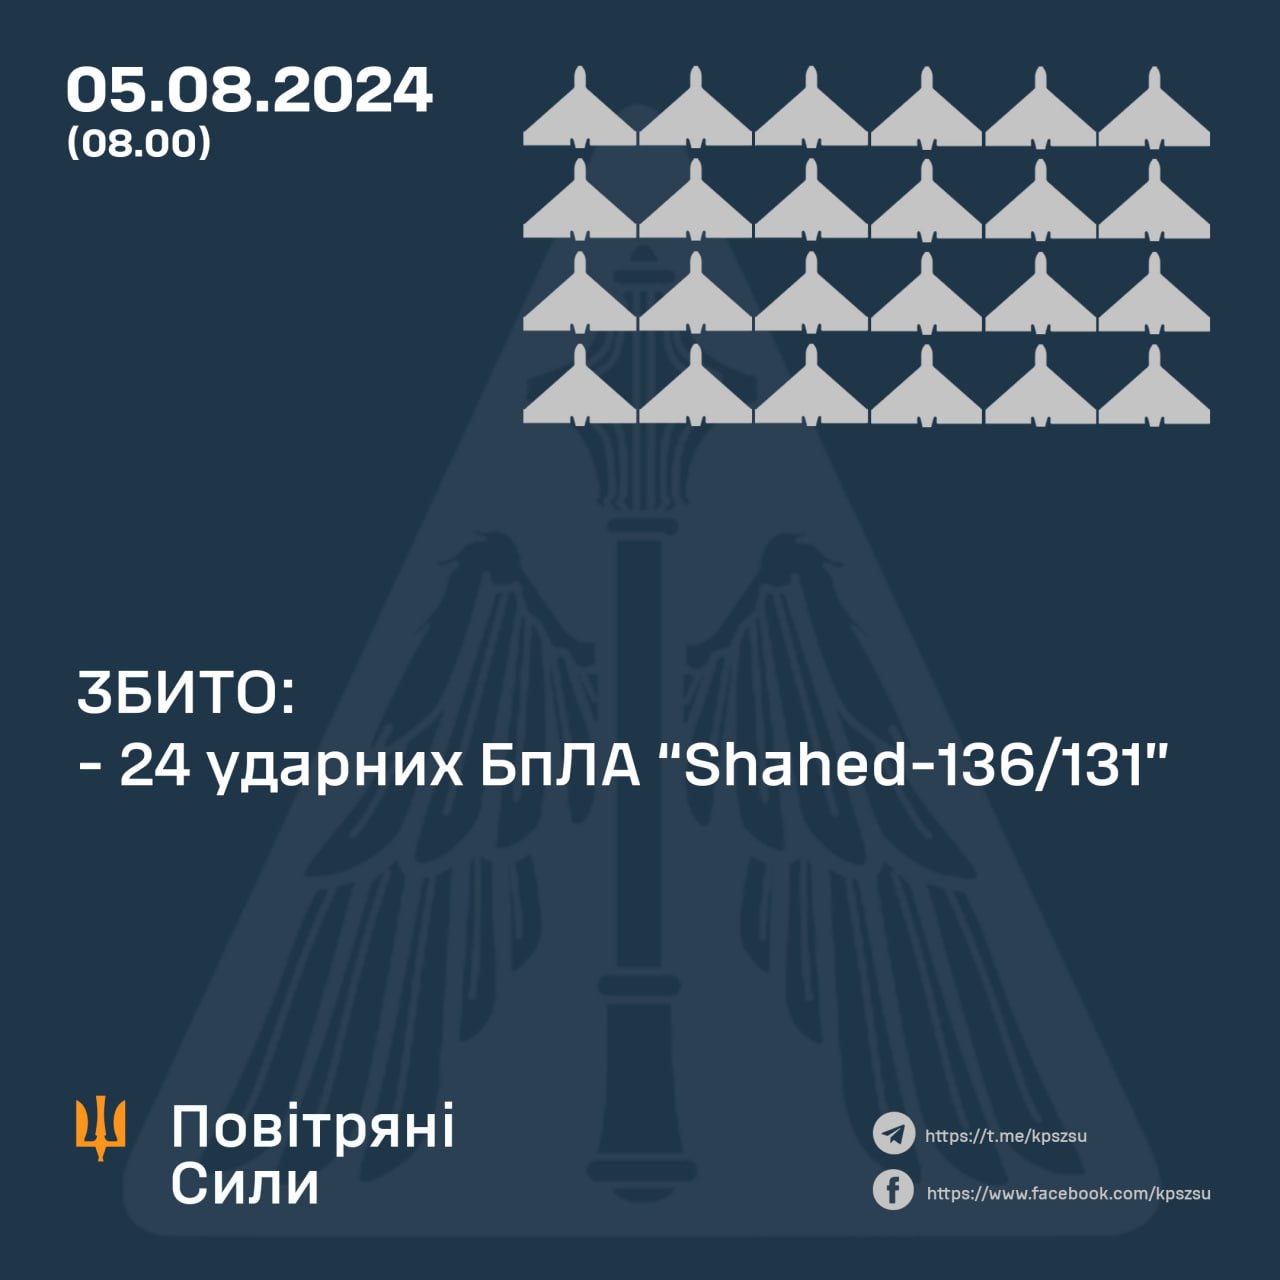 05.08.2024
(08.00)
ЗБИТО:
- 24 ударних БпЛА “Shahed-136/131”
Повітряні
Сили
https://t.me/kpszsu
https://www.facebook.com/kpszsu